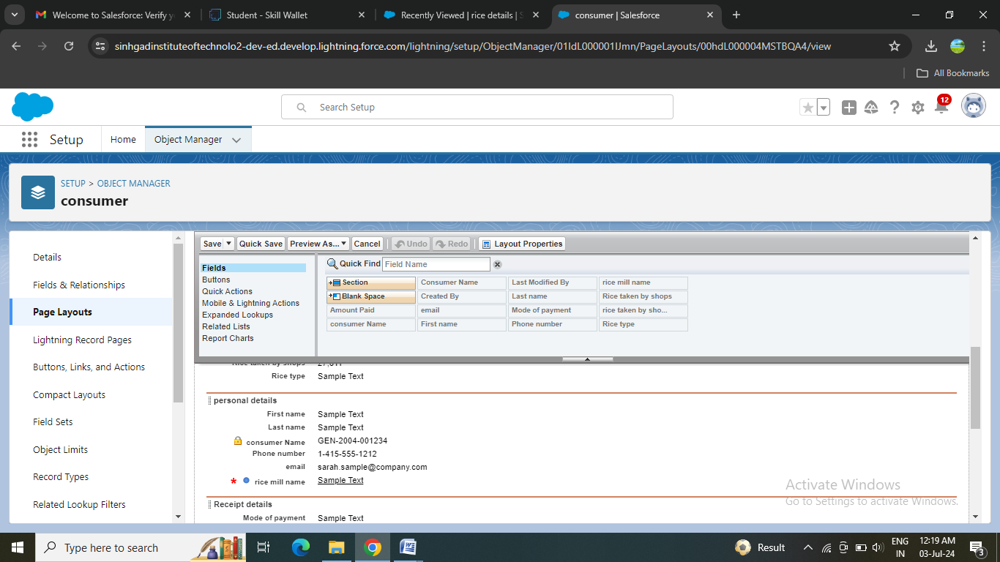 Welcome to Salesforce: Verify y
Student - Skill Wallet
Recently Viewed | rice details | S
consumer | Salesforce
sinhgadinstituteoftechnolo2-dev-ed.develop.lightning.force.com/lightning/setup/ObjectManager/01IdL000001IJmn/PageLayouts/00hdL000004MSTBQA4/view
All Bookmarks
Search Setup
12
Setup
Home
Object Manager
SETUP > OBJECT MANAGER
consumer
Details
Fields & Relationships
Page Layouts
Lightning Record Pages
Buttons, Links, and Actions
Compact Layouts
Field Sets
Object Limits
Record Types
Related Lookup Filters
Save Quick Save Preview As... Cancel Undo Redo Layout Properties
Fields
Buttons
Quick Actions
Mobile & Lightning Actions
Expanded Lookups
Related Lists
Report Charts
Quick Find Field Name
Section Consumer Name Last Modified By rice mill name
Blank Space Created By Last name Rice taken by shops
Amount Paid email Mode of payment rice taken by sho...
consumer Name First name Phone number Rice type
Rice taken by shops 27,611
Rice type Sample Text
personal details
First name Sample Text
Last name Sample Text
consumer Name GEN-2004-001234
Phone number 1-415-555-1212
email sarah.sample@company.com
* rice mill name Sample Text
Receipt details
Mode of payment Sample Text
Activate Windows
Go to Settings to activate Windows.
Type here to search
Result
ENG
IN
12:19 AM
03-Jul-24
3